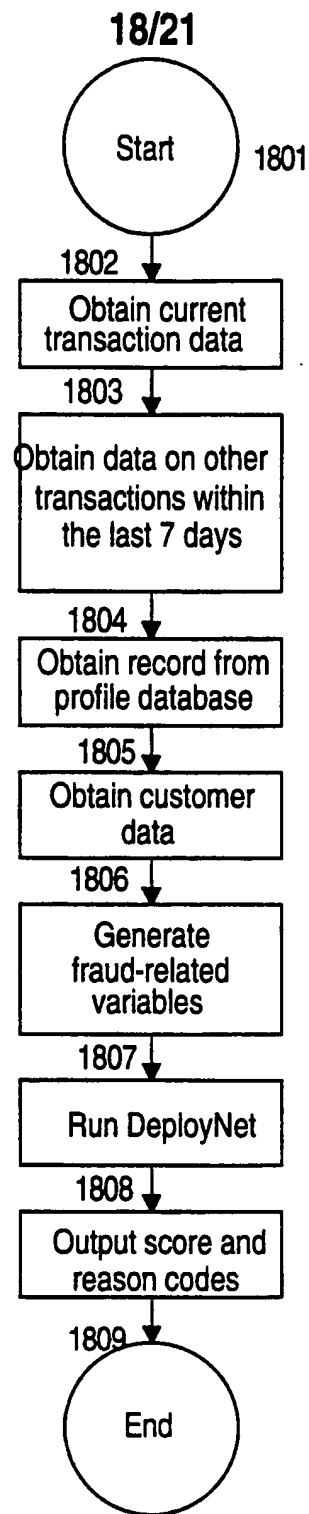 18/21
Start
1801
1802
Obtain current
transaction data
1803
Obtain data on other
transactions within
the last 7 days
1804
Obtain record from
profile database
1805
Obtain customer
data
1806
Generate
fraud-related
variables
1807
Run DeployNet
1808
Output score and
reason codes
1809
End